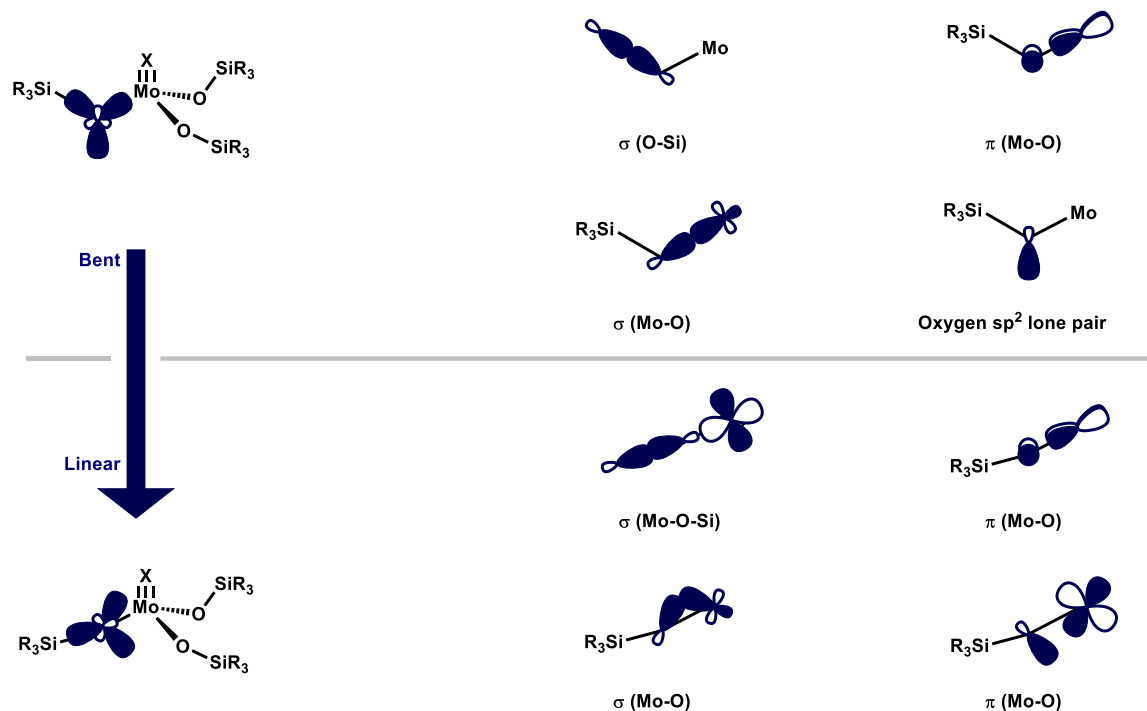 X
Mo
SiR3
R3Si
O
O
SiR3
Mo
σ (O-Si)
R3Si
π (Mo-O)
R3Si
σ (Mo-O)
R3Si
Mo
Oxygen sp2 lone pair
Bent
Linear
σ (Mo-O-Si)
R3Si
π (Mo-O)
X
Mo
SiR3
O
R3Si
O
SiR3
R3Si
σ (Mo-O)
R3Si
π (Mo-O)